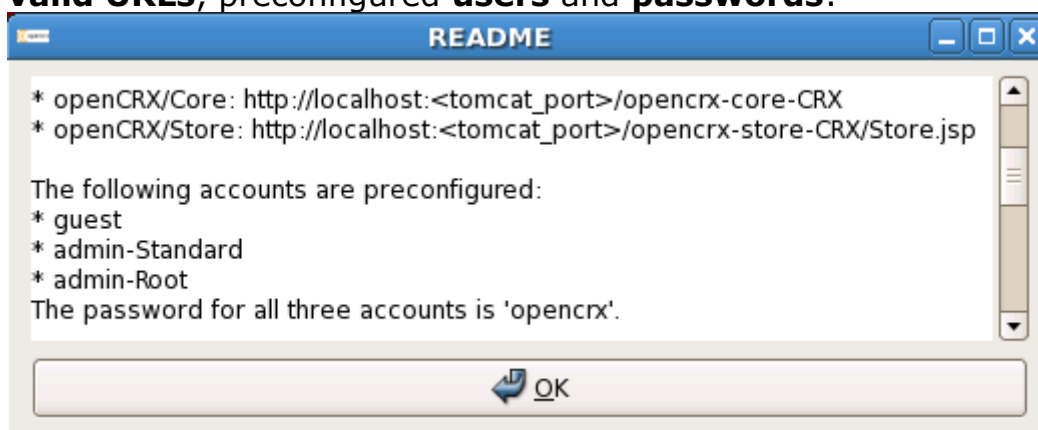 valid URLs, preconfigured users and passwords.
README
* openCRX/Core: http://localhost:<tomcat_port>/opencrx-core-CRX
* openCRX/Store: http://localhost:<tomcat_port>/opencrx-store-CRX/Store.jsp
The following accounts are preconfigured:
* guest
* admin-Standard
* admin-Root
The password for all three accounts is 'opencrx'.
OK